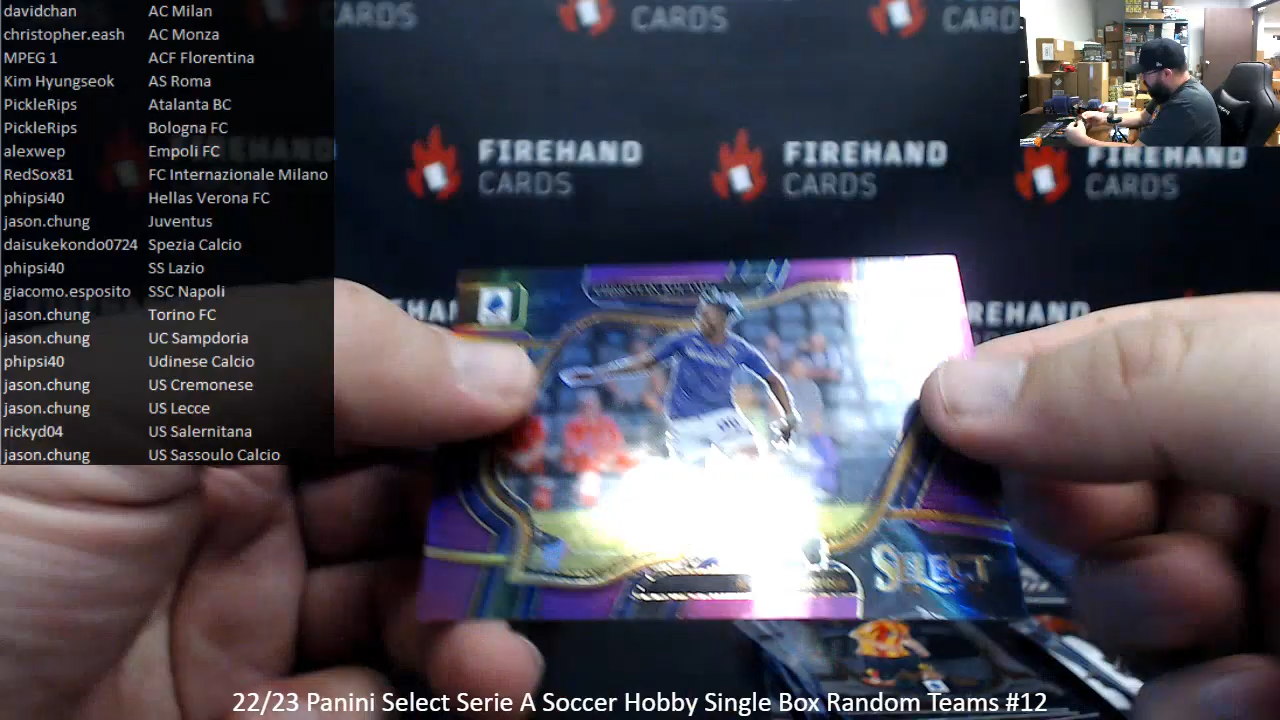 davidchan AC Milan
christopher.eash AC Monza
MPEG 1 ACF Florentina
Kim Hyungseok AS Roma
PickleRips Atalanta BC
PickleRips Bologna FC
alexwep Empoli FC
RedSox81 FC Internazionale Milano
phipsi40 Hellas Verona FC
jason.chung Juventus
daisukekondo0724 Spezia Calcio
phipsi40 SS Lazio
giacomo.esposito SSC Napoli
jason.chung Torino FC
jason.chung UC Sampdoria
phipsi40 Udinese Calcio
jason.chung US Cremonese
jason.chung US Lecce
rickyd04 US Salernitana
jason.chung US Sassoulo Calcio
CARDS
CARDS
CARDS
FIREHAND
CARDS
FIREHAND
CARDS
CARDS
SELECT
22/23 Panini Select Serie A Soccer Hobby Single Box Random Teams #12